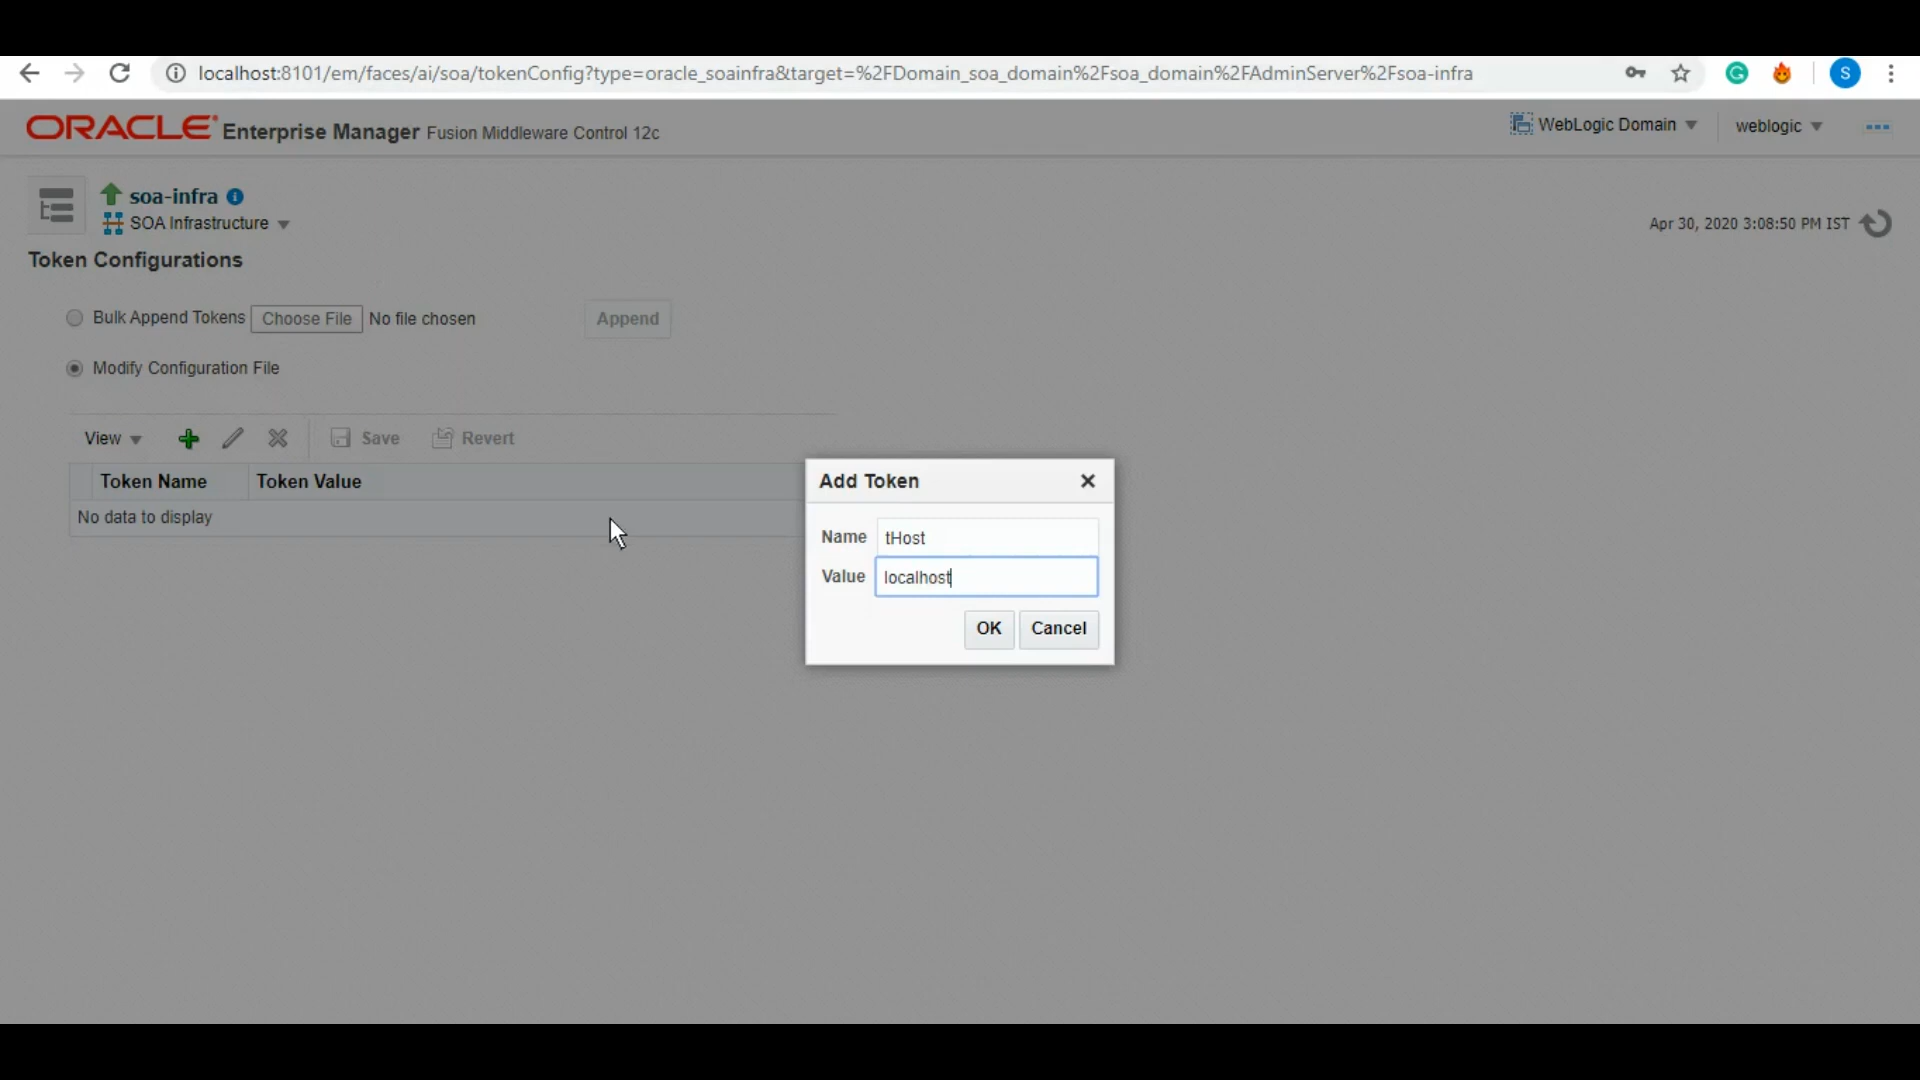 localhost:8101/em/faces/ai/soa/tokenConfig?type=oracle_soainfra&target=%2FDomain_soa_domain%2Fsoa_domain%2FAdminServer%2Fsoa-infra
S
ORACLE Enterprise Manager Fusion Middleware Control 12c
WebLogic Domain
weblogic
soa-infra
SOA Infrastructure
Apr 30, 2020 3:08:50 PM IST
Token Configurations
Bulk Append Tokens Choose File No file chosen Append
Modify Configuration File
View Save Revert
Token Name Token Value
No data to display
Add Token
Name tHost
Value localhost
OK Cancel